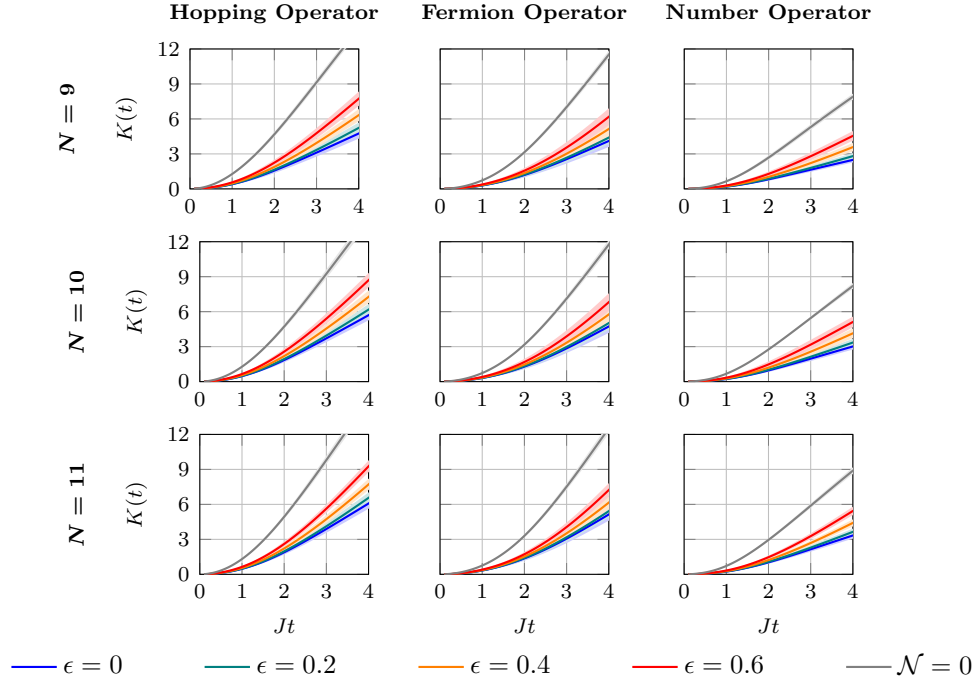 Hopping Operator Fermion Operator Number Operator
N = 9
K(t)
12
9
6
3
0
0 1 2 3 4 0 1 2 3 4 0 1 2 3 4
N = 10
K(t)
12
9
6
3
0
0 1 2 3 4 0 1 2 3 4 0 1 2 3 4
N = 11
K(t)
12
9
6
3
0
0 1 2 3 4 0 1 2 3 4 0 1 2 3 4
Jt Jt Jt
ϵ = 0 ϵ = 0.2 ϵ = 0.4 ϵ = 0.6 𝒩 = 0